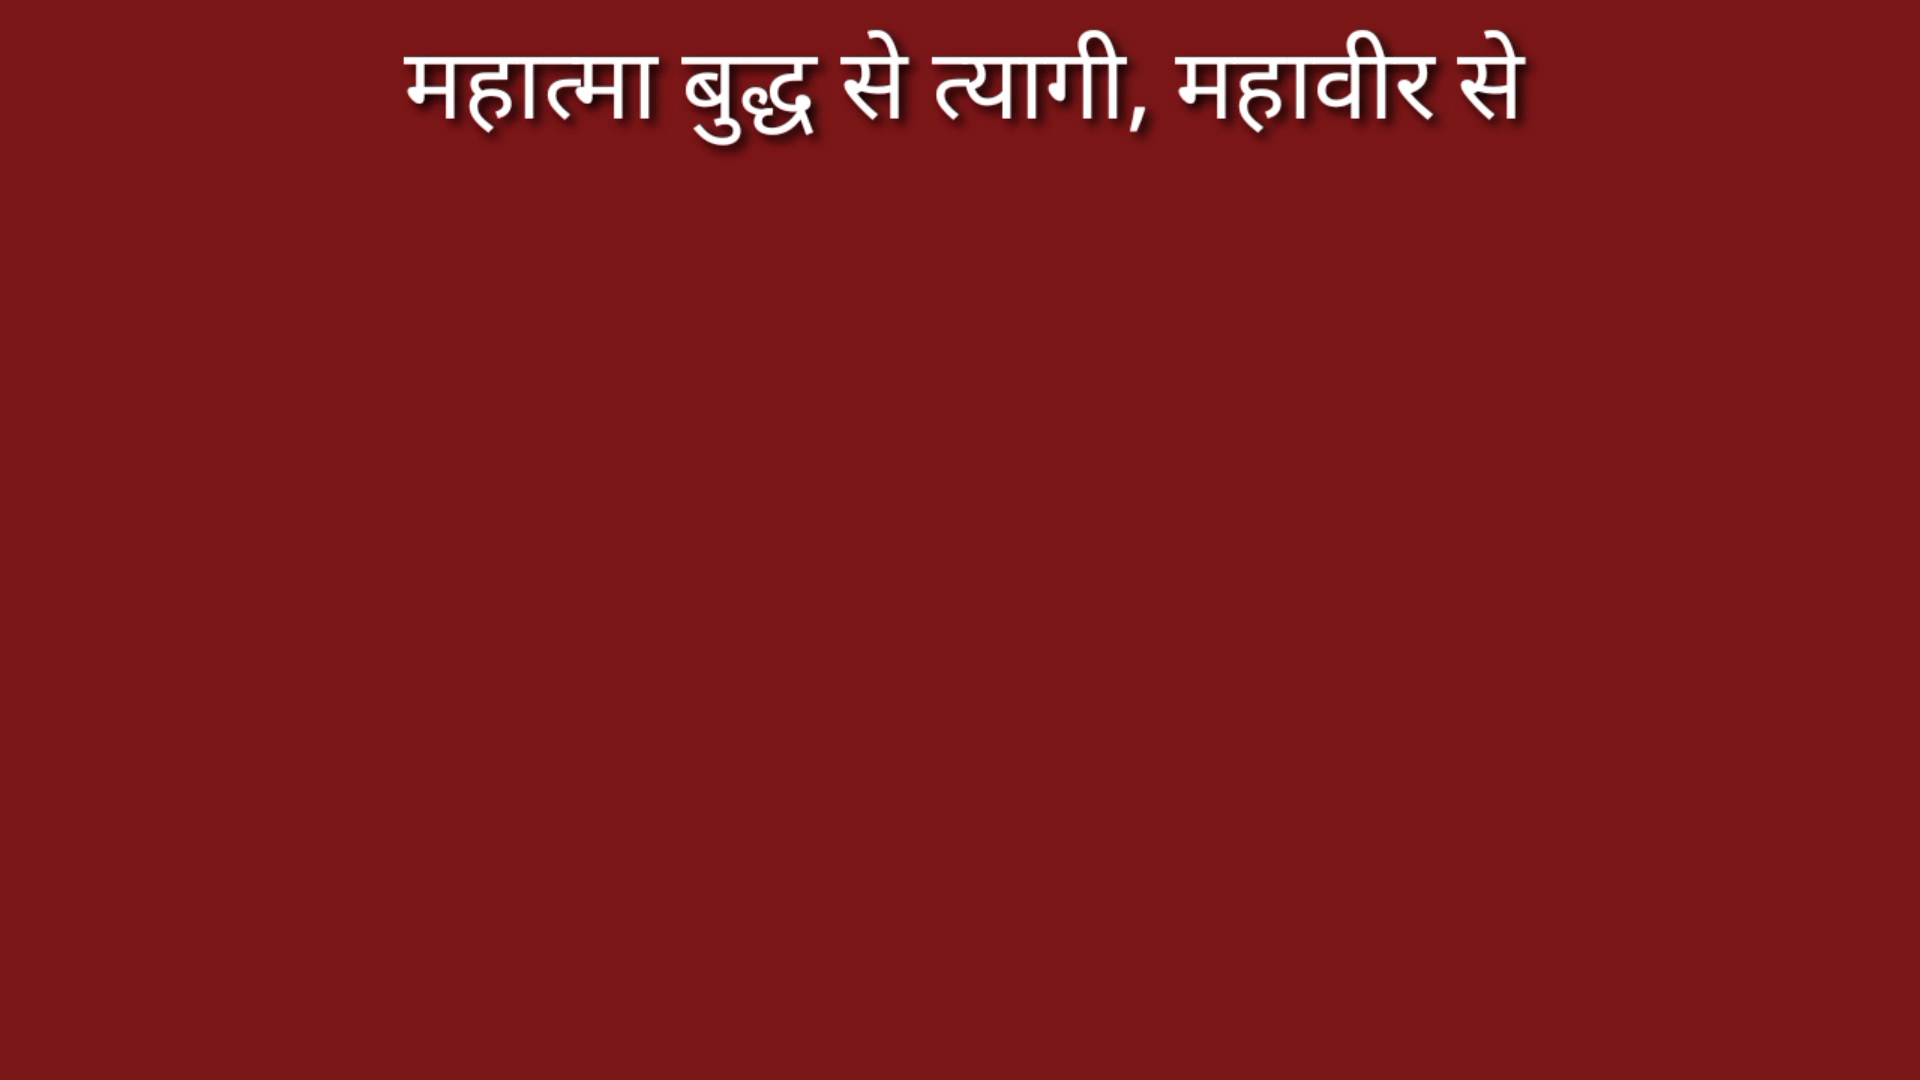 महात्मा बुद्ध से त्यागी, महावीर से